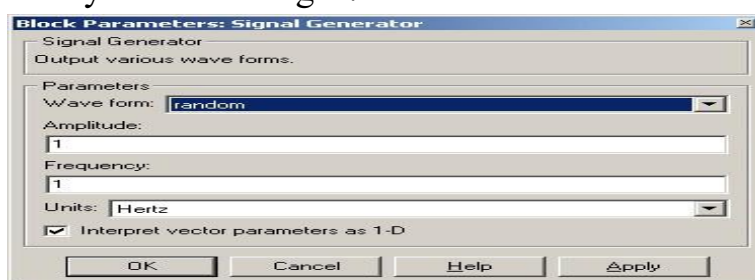 Block Parameters: Signal Generator
Signal Generator
Output various wave forms.
Parameters
Wave form: random
Amplitude:
1
Frequency:
1
Units: Hertz
Interpret vector parameters as 1-D
OK Cancel Help Apply